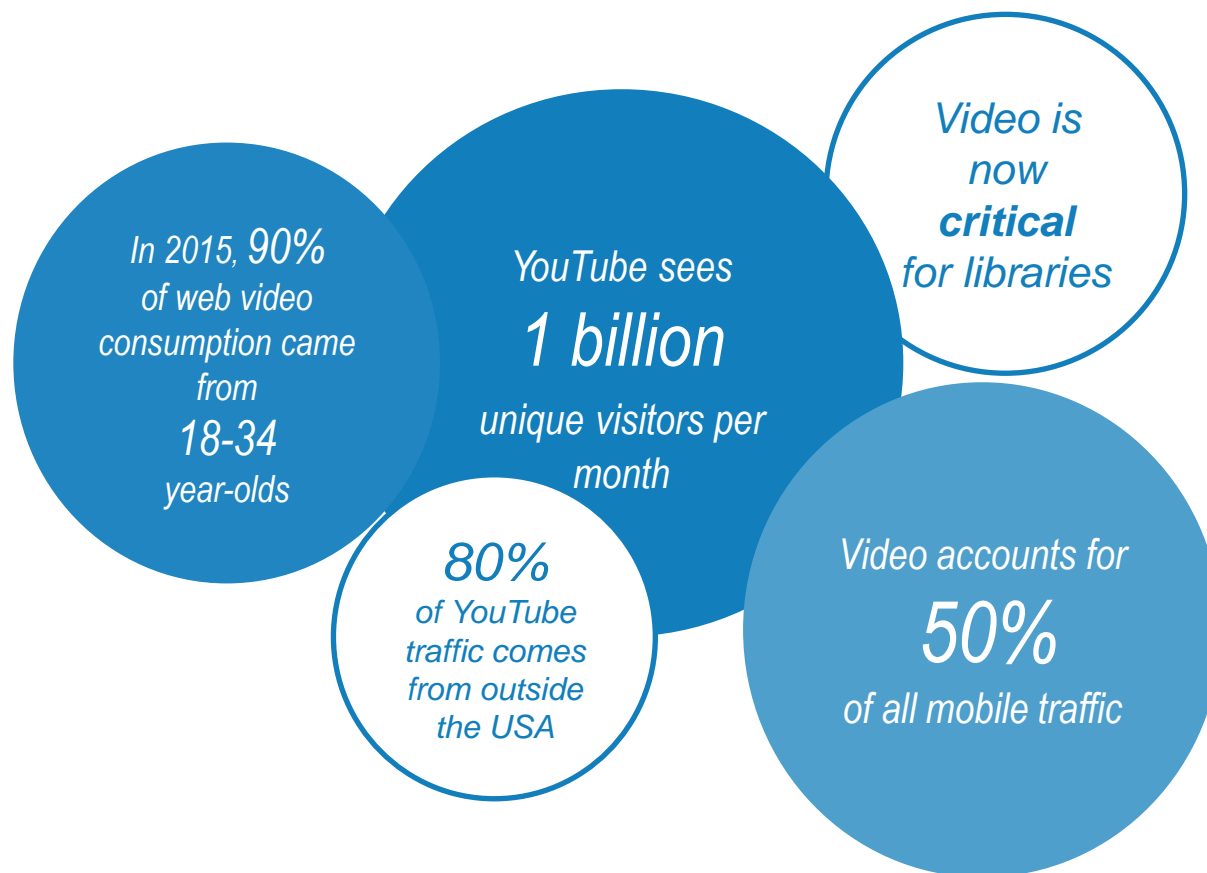 In 2015, 90%
of web video
consumption came
from
18-34
year-olds
YouTube sees
1 billion
unique visitors per
month
Video is
now
critical
for libraries
80%
of YouTube
traffic comes
from outside
the USA
Video accounts for
50%
of all mobile traffic